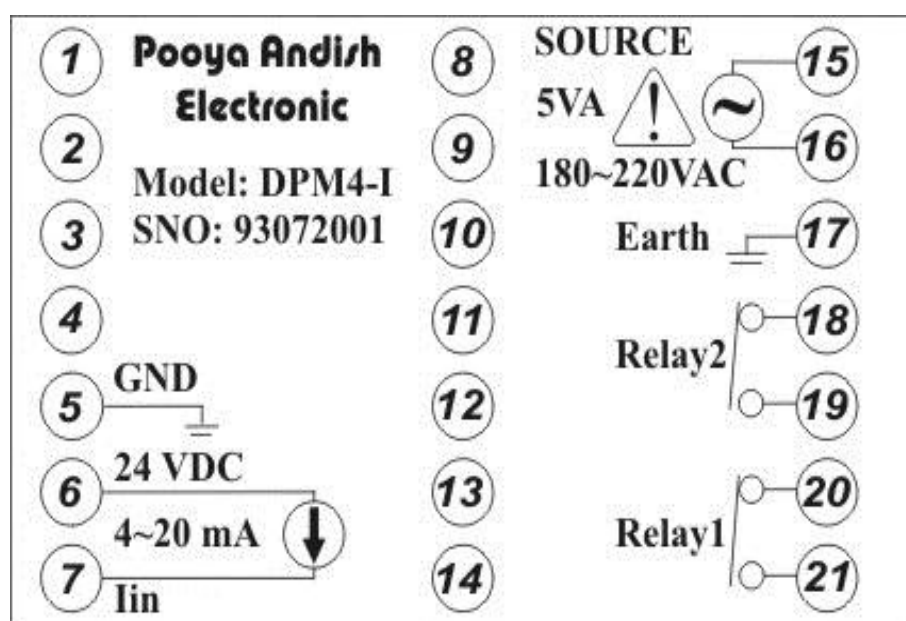 1
Pooya Andish
Electronic
2
Model: DPM4-I
3
SNO: 93072001
4
5
GND
6
24 VDC
4~20 mA
7
Iin
8
9
10
11
12
13
14
SOURCE
15
5VA
!
~
180~220VAC
16
Earth
17
18
Relay2
19
20
Relay1
21